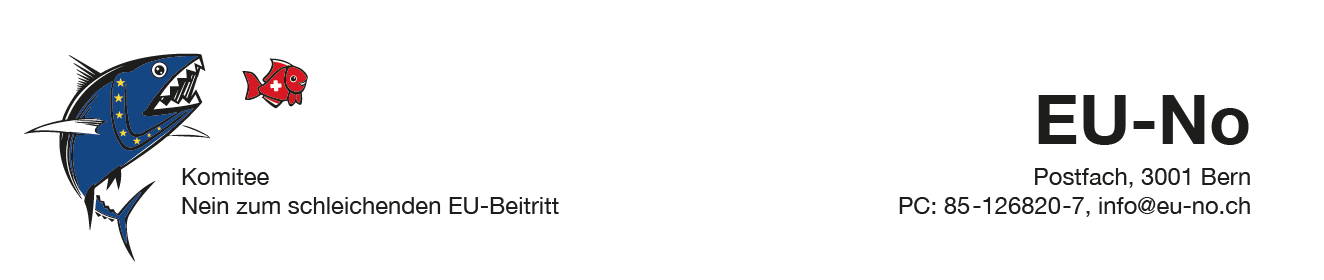 Komitee
Nein zum schleichenden EU-Beitritt
EU-No
Postfach, 3001 Bern
PC: 85-126820-7, info@eu-no.ch